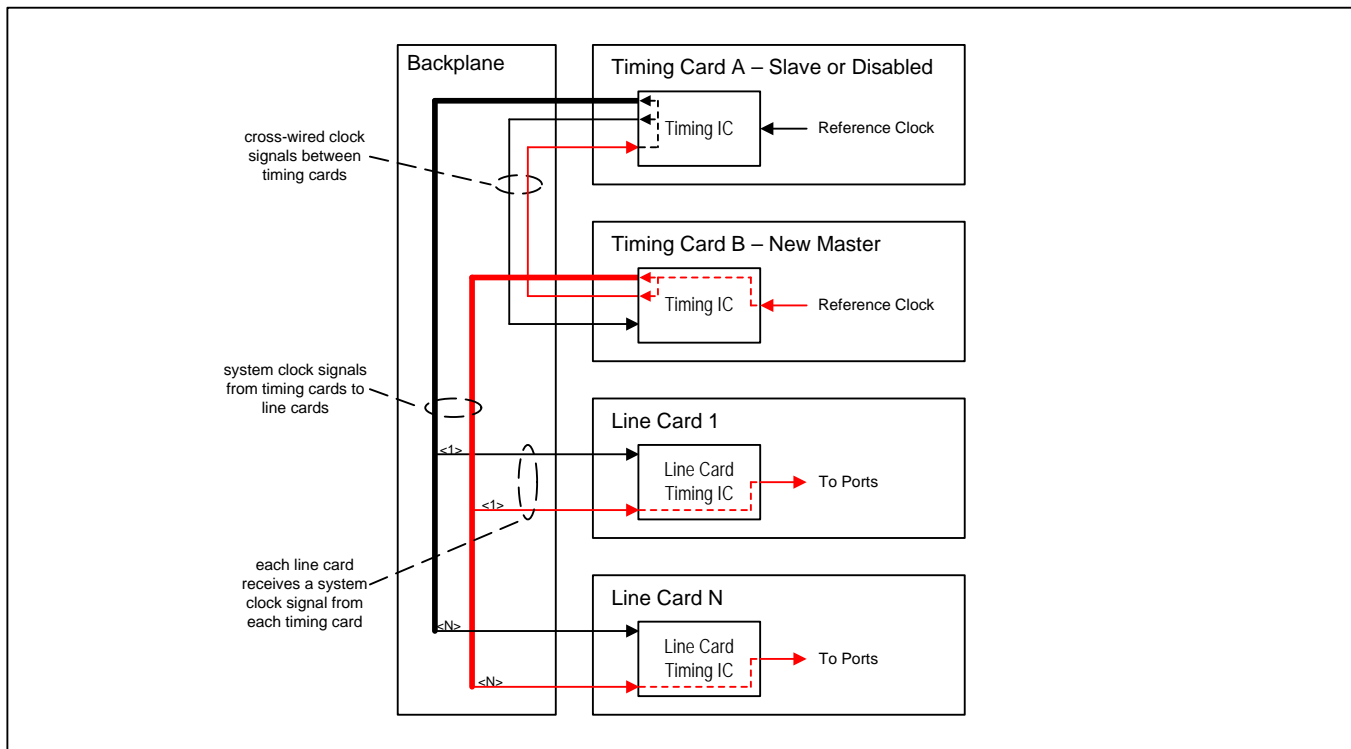 Backplane
Timing Card A – Slave or Disabled
Timing IC
Reference Clock
cross-wired clock
signals between
timing cards
Timing Card B – New Master
Timing IC
Reference Clock
system clock signals
from timing cards to
line cards
Line Card 1
<1>
Line Card
Timing IC
To Ports
<1>
each line card
receives a system
clock signal from
each timing card
Line Card N
<N>
Line Card
Timing IC
To Ports
<N>